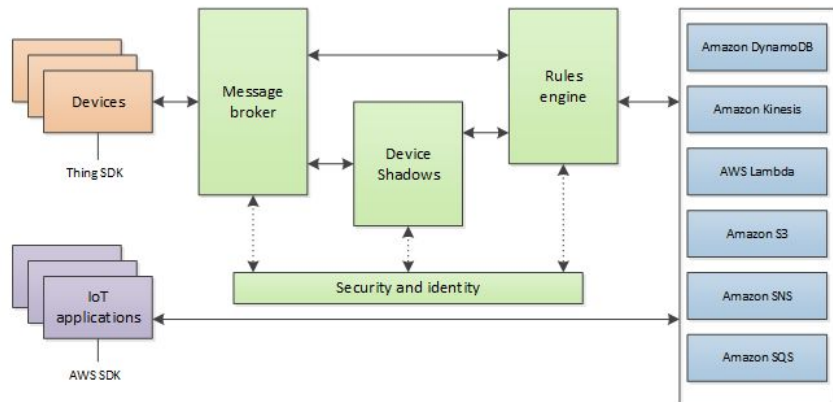 Devices
Thing SDK
Message
broker
Device
Shadows
Rules
engine
Security and identity
IoT
applications
AWS SDK
Amazon DynamoDB
Amazon Kinesis
AWS Lambda
Amazon S3
Amazon SNS
Amazon SQS